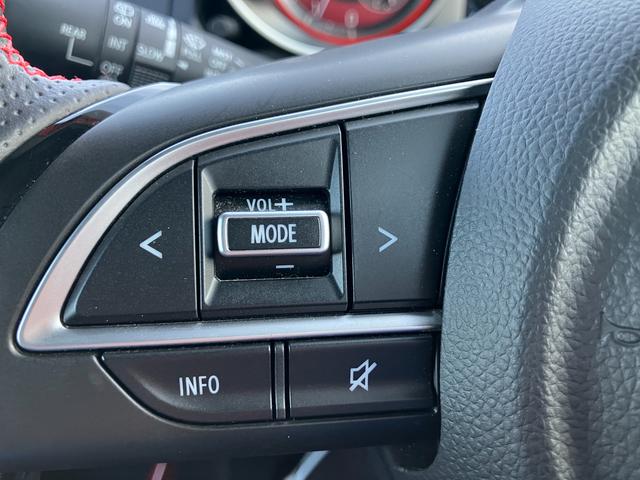 ON
REAR
INT
SLOW
OFF
VOL+
<
MODE
>
−
INFO